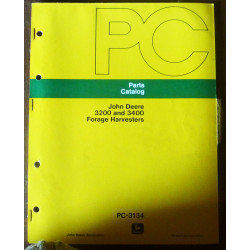 PC
Parts
Catalog
John Deere
3200 and 3400
Forage Harvesters
PC-3134